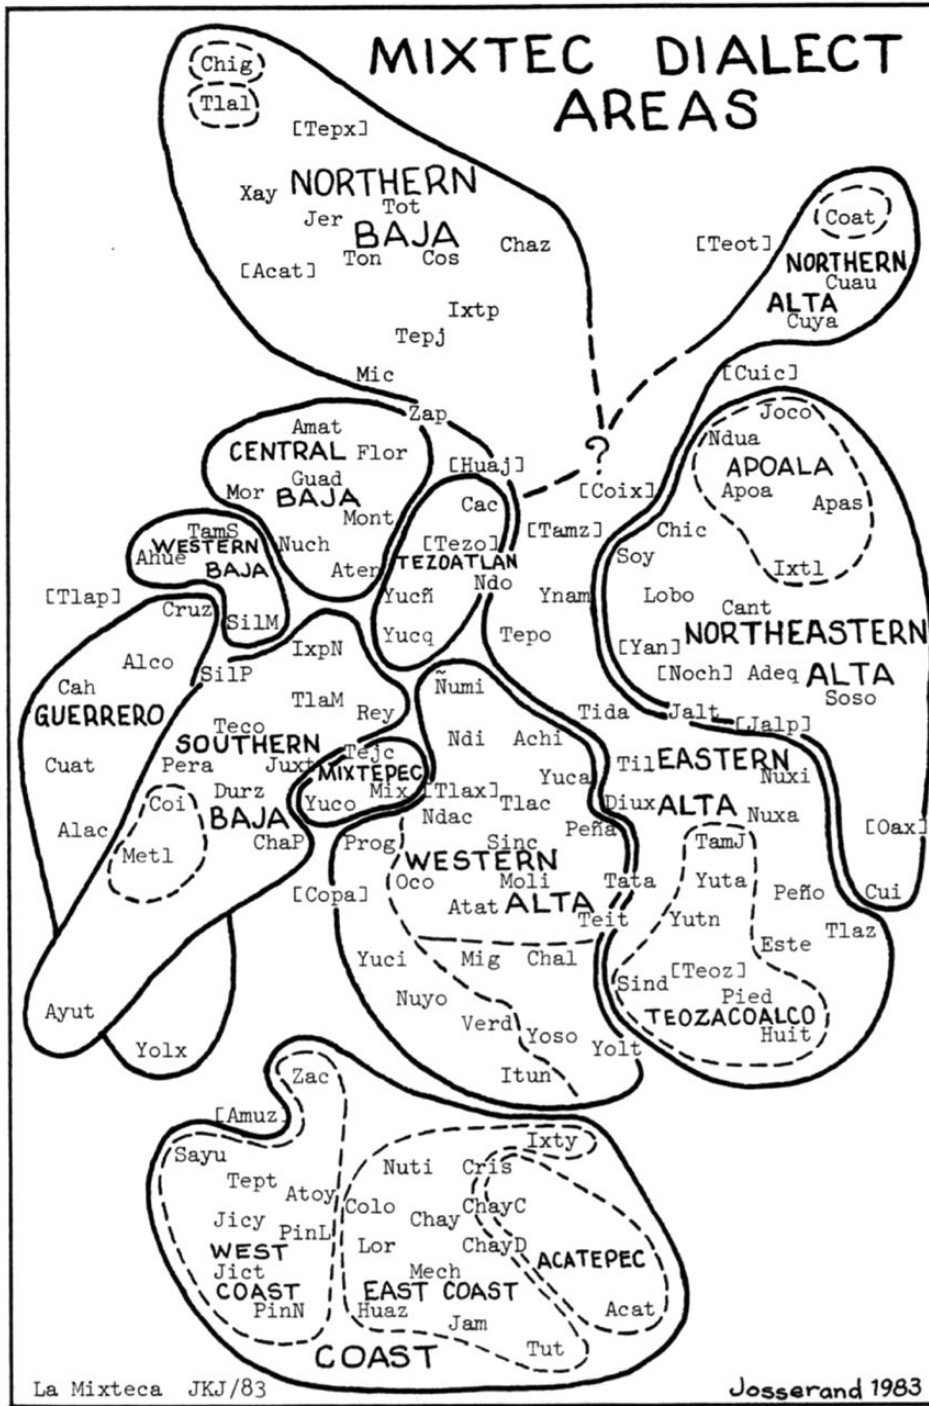 MIXTEC DIALECT
AREAS
Chig
Tlal
[Tepx]
NORTHERN
Xay
Tot
Jer
BAJA
Chaz
[Acat]
Ton
Cos
Ixtp
Tepj
Mic
[Teot]
Coat
NORTHERN
Cuau
ALTA
Cuya
[Cuic]
Zap
Amat
CENTRAL
Flor
Guad
Mor
BAJA
Mont
Nuch
Aten
[Huaj]
?
[Coix]
Cac
[Tamz]
[Tezo]
TEZOATLAN
Ndo
Yucñ
Yucq
Ynam
Tepo
Joco
Ndua
APOALA
Apoa
Apas
Chic
Soy
Ixtl
Lobo
Cant
NORTHEASTERN
[Yan]
[Noch]
Adeq
ALTA
Soso
Jalt
[Jalp]
[Oax]
Cui
TamS
WESTERN
Ahue
BAJA
SilM
[Tlap]
Cruz
Alco
Cah
GUERRERO
Cuat
Alac
Yolx
IxpN
SilP
TlaM
Rey
Teco
SOUTHERN
Pera
Juxt
Coi
Durz
BAJA
ChaP
Metl
Ayut
Tejc
MIXTEPEC
Yuco
Mix
Ñumi
Ndi
Achi
Yuca
[Tlax]
Tlac
Ndac
Peña
Prog
Sinc
WESTERN
Oco
Moli
Tata
[Copa]
Atat
ALTA
Teit
Yuci
Mig
Chal
Nuyo
Verd
Yoso
Yolt
Itun
Tida
Til
EASTERN
Nuxi
Diux
ALTA
Nuxa
TamJ
Yuta
Peño
Yutn
Tlaz
Este
Sind
[Teoz]
Pied
TEOZACOALCO
Huit
Zac
[Amuz]
Sayu
Tept
Atoy
Jicy
PinL
WEST
Jict
COAST
PinN
Ixty
Nuti
Cris
Colo
ChayC
Chay
Lor
ChayD
Mech
EAST COAST
Huaz
Jam
Tut
ACATEPEC
Acat
COAST
La Mixteca JKJ/83
Josserand 1983